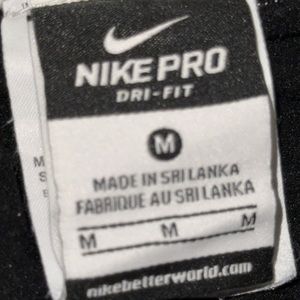 NIKE PRO
DRI-FIT
M
MADE IN SRI LANKA
FABRIQUE AU SRI LANKA
M M M
nikebetterworld.com